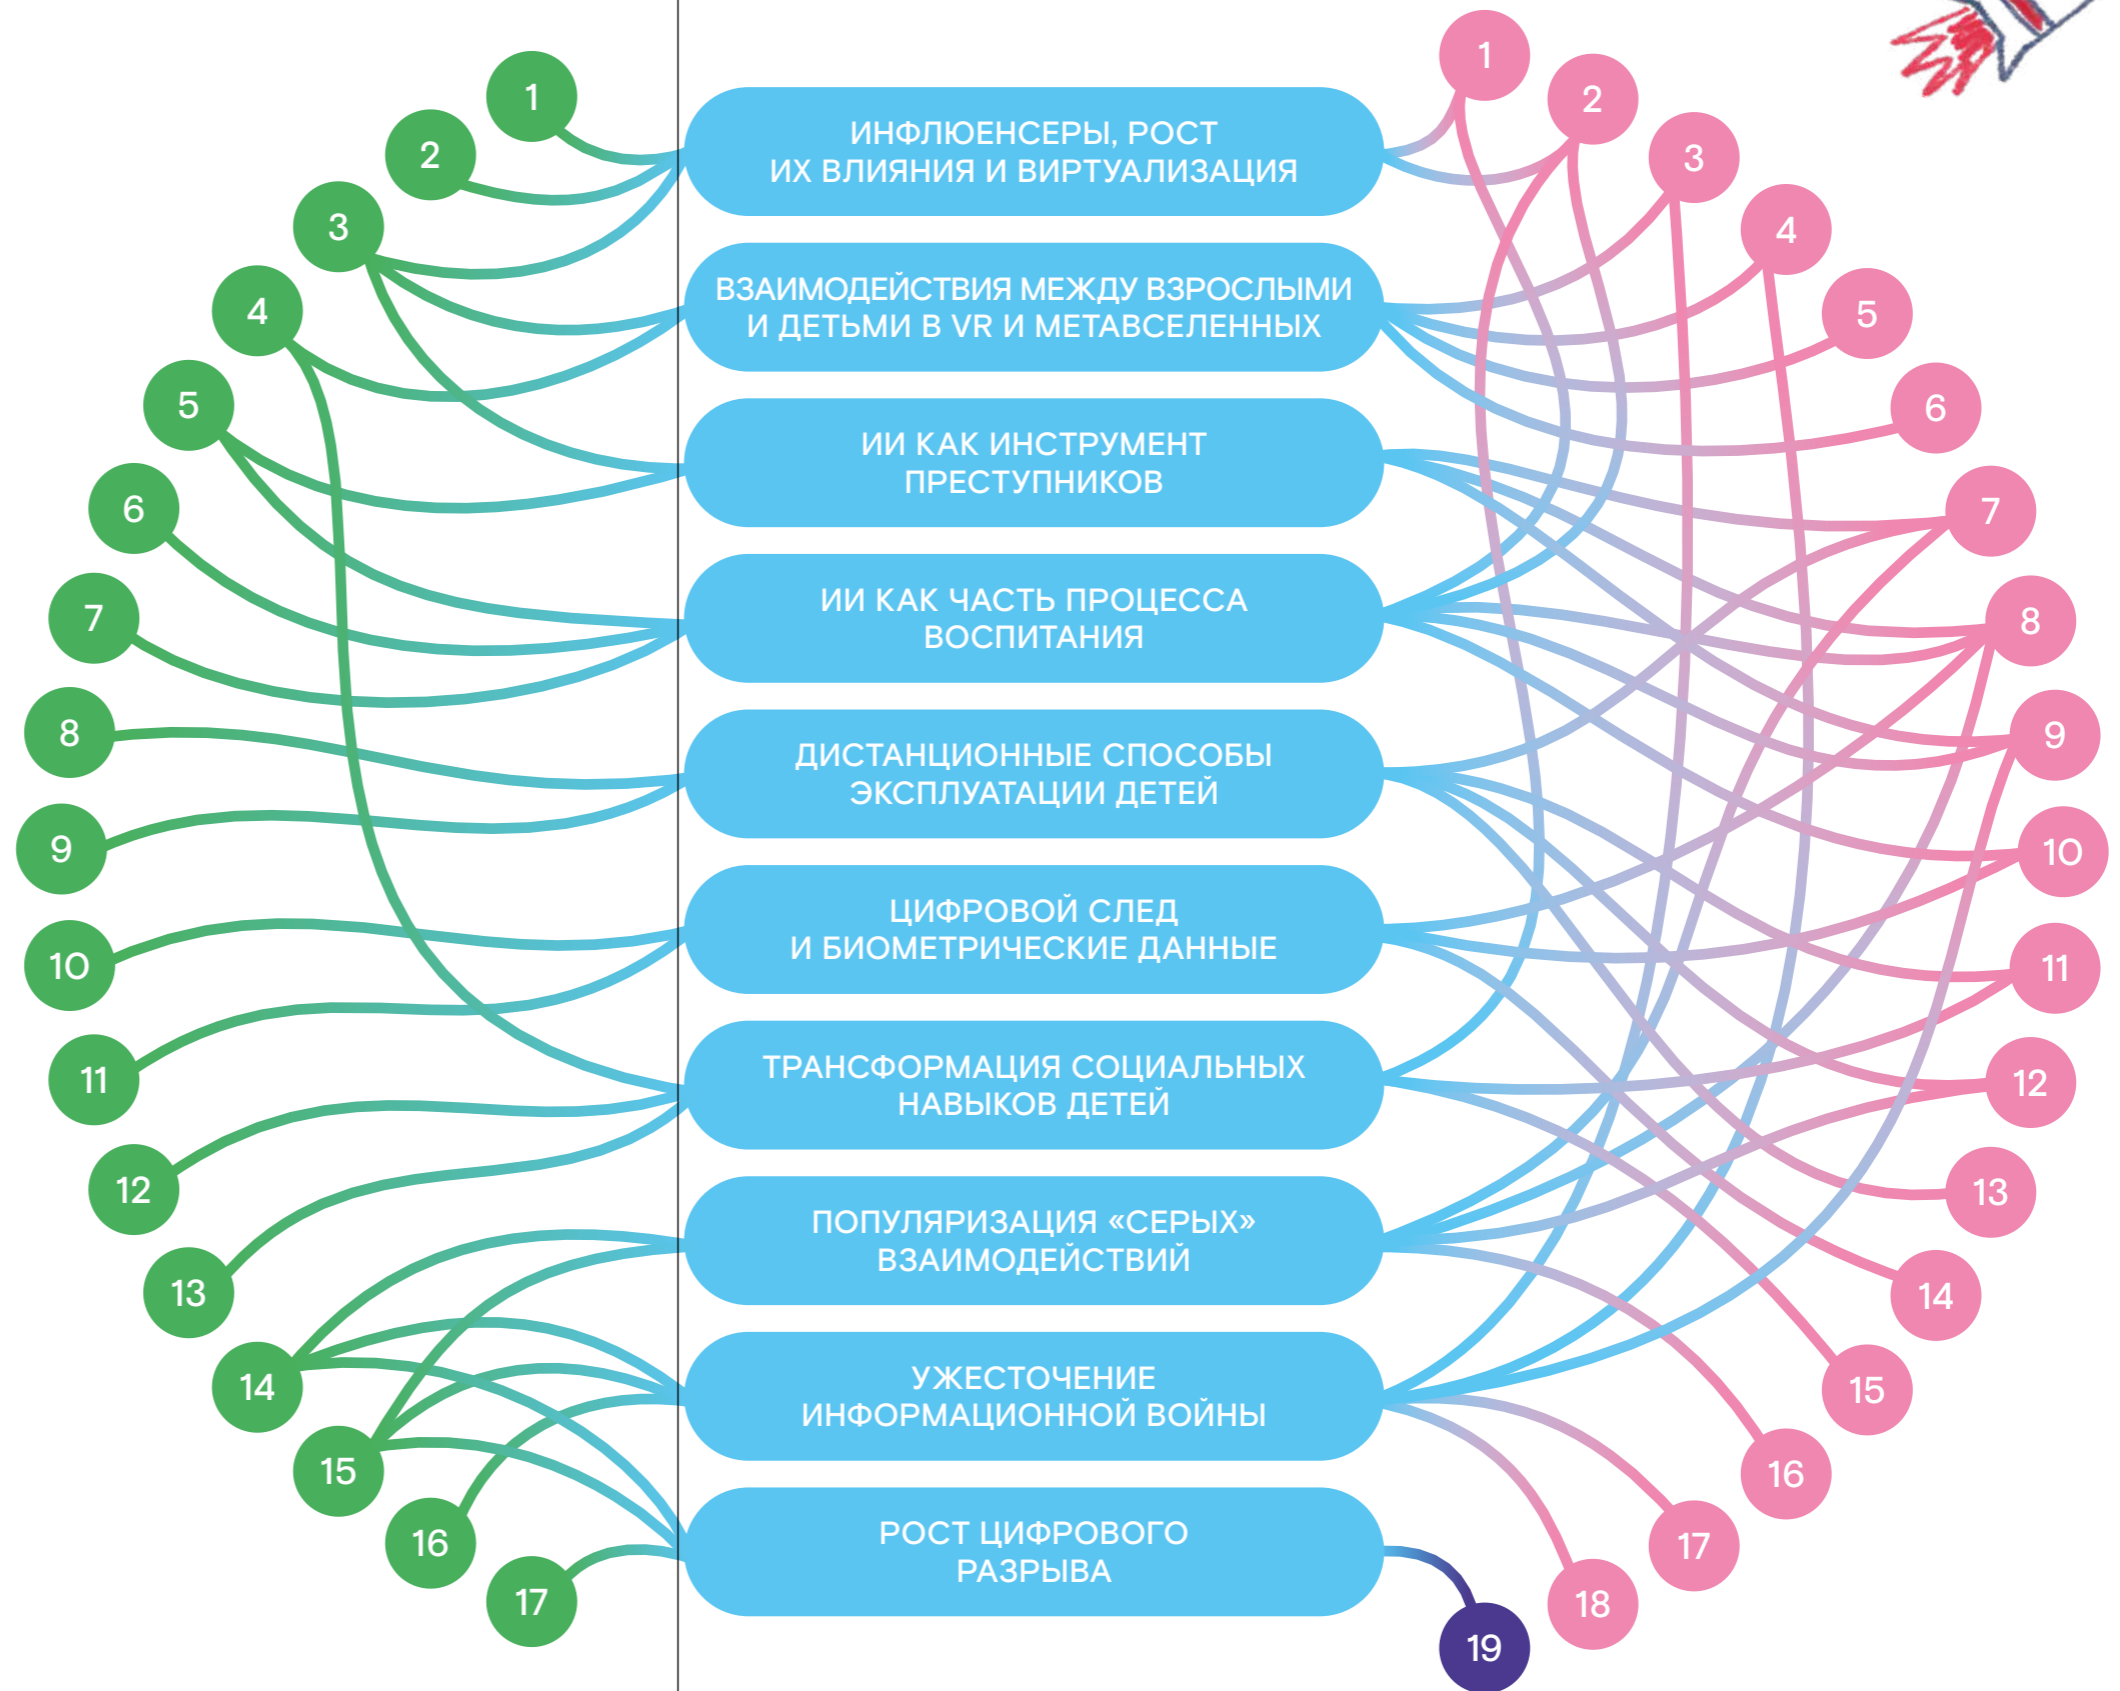 1
2
3
4
5
6
7
8
9
10
11
12
13
14
15
16
17
ИНФЛЮЕНСЕРЫ, РОСТ
ИХ ВЛИЯНИЯ И ВИРТУАЛИЗАЦИЯ
ВЗАИМОДЕЙСТВИЯ МЕЖДУ ВЗРОСЛЫМИ
И ДЕТЬМИ В VR И МЕТАВСЕЛЕННЫХ
ИИ КАК ИНСТРУМЕНТ
ПРЕСТУПНИКОВ
ИИ КАК ЧАСТЬ ПРОЦЕССА
ВОСПИТАНИЯ
ДИСТАНЦИОННЫЕ СПОСОБЫ
ЭКСПЛУАТАЦИИ ДЕТЕЙ
ЦИФРОВОЙ СЛЕД
И БИОМЕТРИЧЕСКИЕ ДАННЫЕ
ТРАНСФОРМАЦИЯ СОЦИАЛЬНЫХ
НАВЫКОВ ДЕТЕЙ
ПОПУЛЯРИЗАЦИЯ «СЕРЫХ»
ВЗАИМОДЕЙСТВИЙ
УЖЕСТОЧЕНИЕ
ИНФОРМАЦИОННОЙ ВОЙНЫ
РОСТ ЦИФРОВОГО
РАЗРЫВА
1
2
3
4
5
6
7
8
9
10
11
12
13
14
15
16
17
18
19